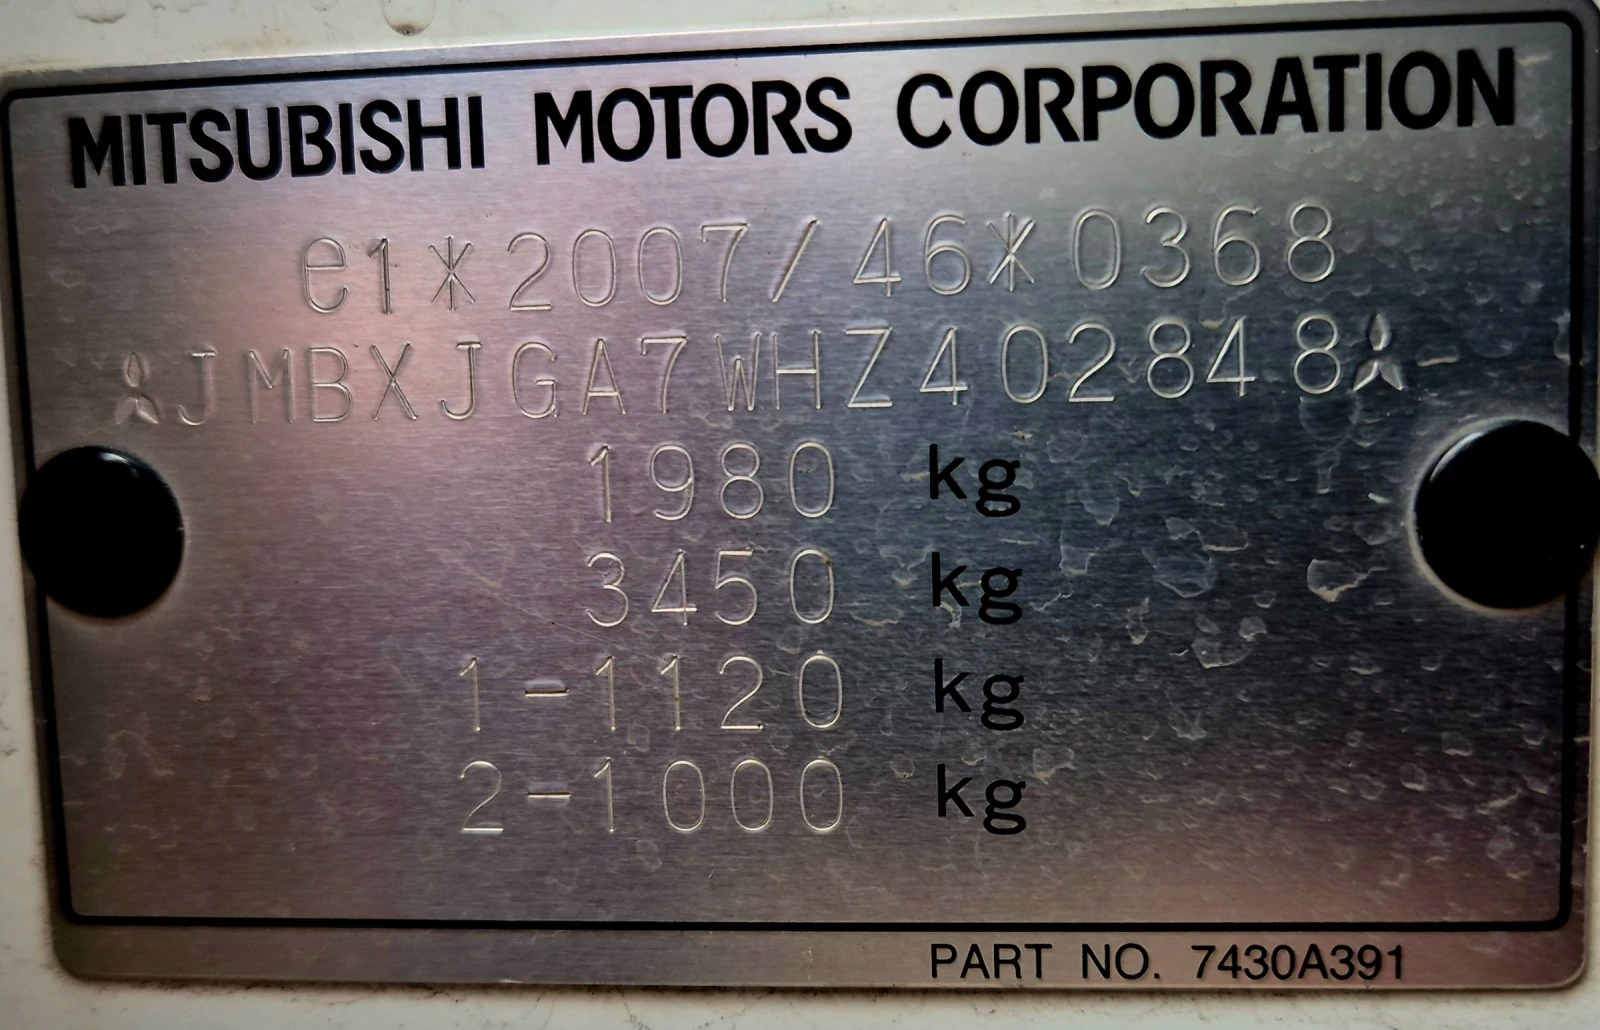 MITSUBISHI MOTORS CORPORATION
e1*2007/46*0368
JMBXJGA7WHZ402848
1980 kg
3450 kg
1-1120 kg
2-1000 kg
PART NO. 7430A391